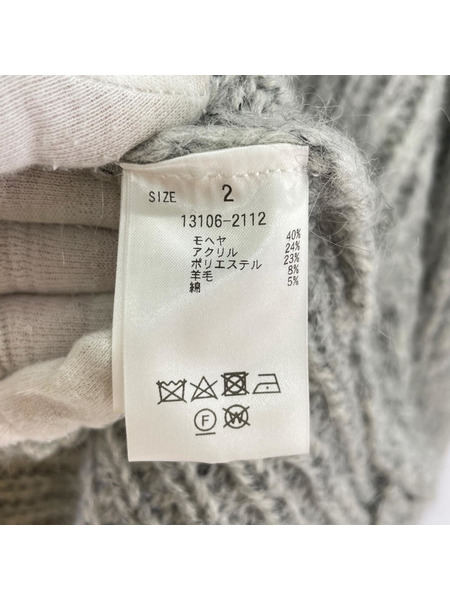 SIZE 2
13106-2112
モヘヤ 40%
アクリル 24%
ポリエステル 23%
羊毛 8%
綿 5%
F
W